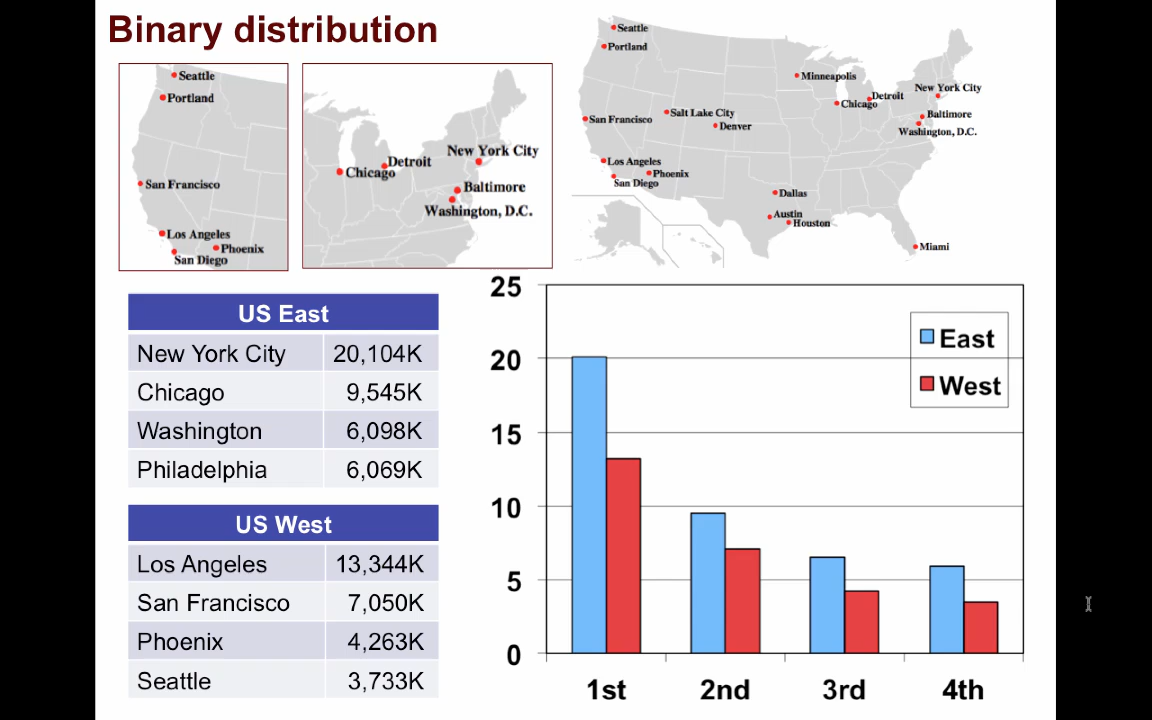 Binary distribution
Seattle
Portland
San Francisco
Los Angeles
Phoenix
San Diego
Detroit
Chicago
New York City
Baltimore
Washington, D.C.
Seattle
Portland
Minneapolis
New York City
Detroit
Chicago
Salt Lake City
Baltimore
San Francisco
Denver
Washington, D.C.
Los Angeles
Phoenix
San Diego
Dallas
Austin
Houston
Miami
US East
New York City 20,104K
Chicago 9,545K
Washington 6,098K
Philadelphia 6,069K
US West
Los Angeles 13,344K
San Francisco 7,050K
Phoenix 4,263K
Seattle 3,733K
25
20
15
10
5
0
East
West
1st 2nd 3rd 4th